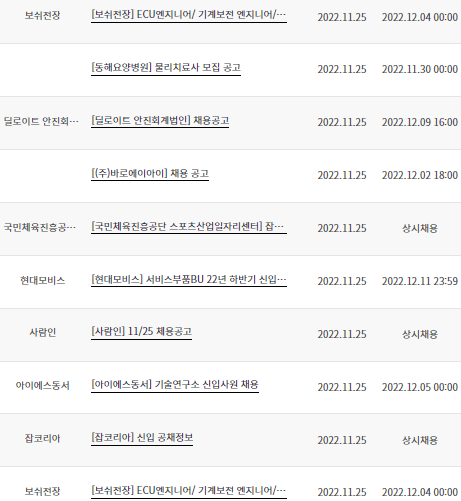 보쉬전장 [보쉬전장] ECU엔지니어/ 기계보전 엔지니어/… 2022.11.25 2022.12.04 00:00
[동해요양병원] 물리치료사 모집 공고 2022.11.25 2022.11.30 00:00
딜로이트 안진회… [딜로이트 안진회계법인] 채용공고 2022.11.25 2022.12.09 16:00
[(주)바로에이아이] 채용 공고 2022.11.25 2022.12.02 18:00
국민체육진흥공… [국민체육진흥공단 스포츠산업일자리센터] 잡… 2022.11.25 상시채용
현대모비스 [현대모비스] 서비스부품BU 22년 하반기 신입… 2022.11.25 2022.12.11 23:59
사람인 [사람인] 11/25 채용공고 2022.11.25 상시채용
아이에스동서 [아이에스동서] 기술연구소 신입사원 채용 2022.11.25 2022.12.05 00:00
잡코리아 [잡코리아] 신입 공채정보 2022.11.25 상시채용
보쉬전장 [보쉬전장] ECU엔지니어/ 기계보전 엔지니어/… 2022.11.25 2022.12.04 00:00